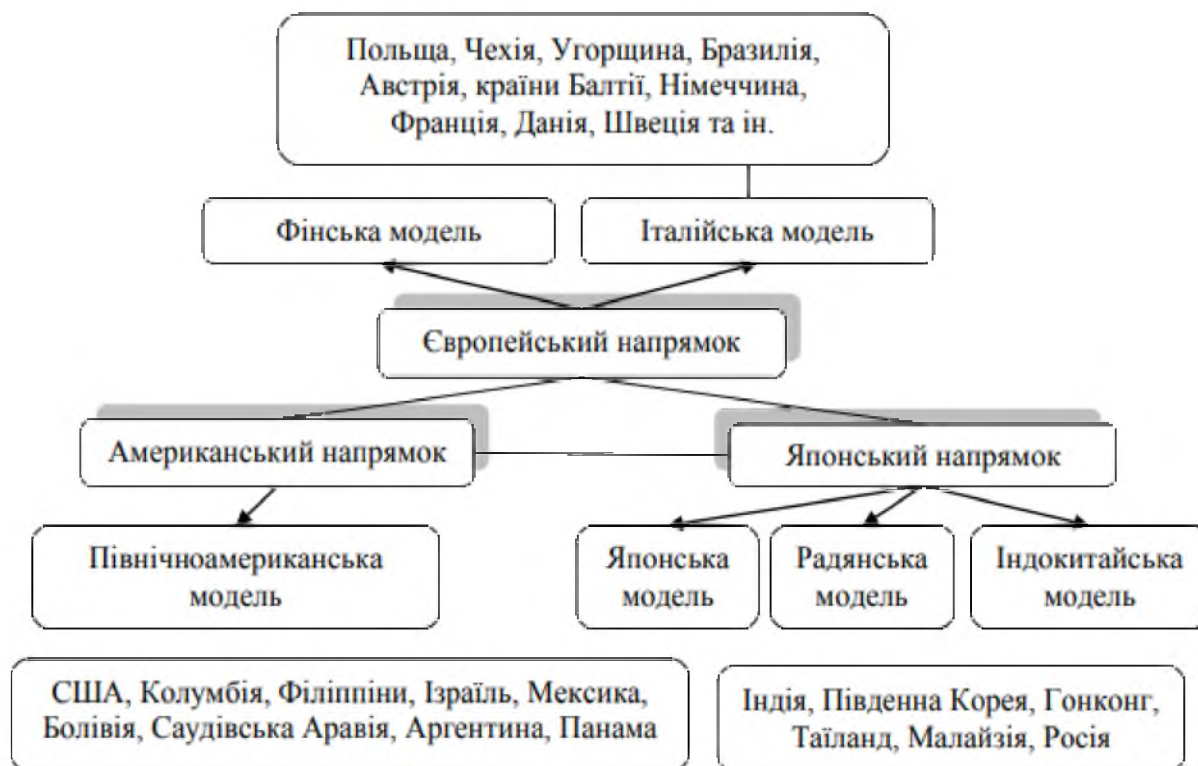 Польща, Чехія, Угорщина, Бразилія,
Австрія, країни Балтії, Німеччина,
Франція, Данія, Швеція та ін.
Фінська модель
Італійська модель
Європейський напрямок
Американський напрямок
Японський напрямок
Північноамериканська
модель
Японська
модель
Радянська
модель
Індокитайська
модель
США, Колумбія, Філіппіни, Ізраїль, Мексика,
Болівія, Саудівська Аравія, Аргентина, Панама
Індія, Південна Корея, Гонконг,
Таїланд, Малайзія, Росія